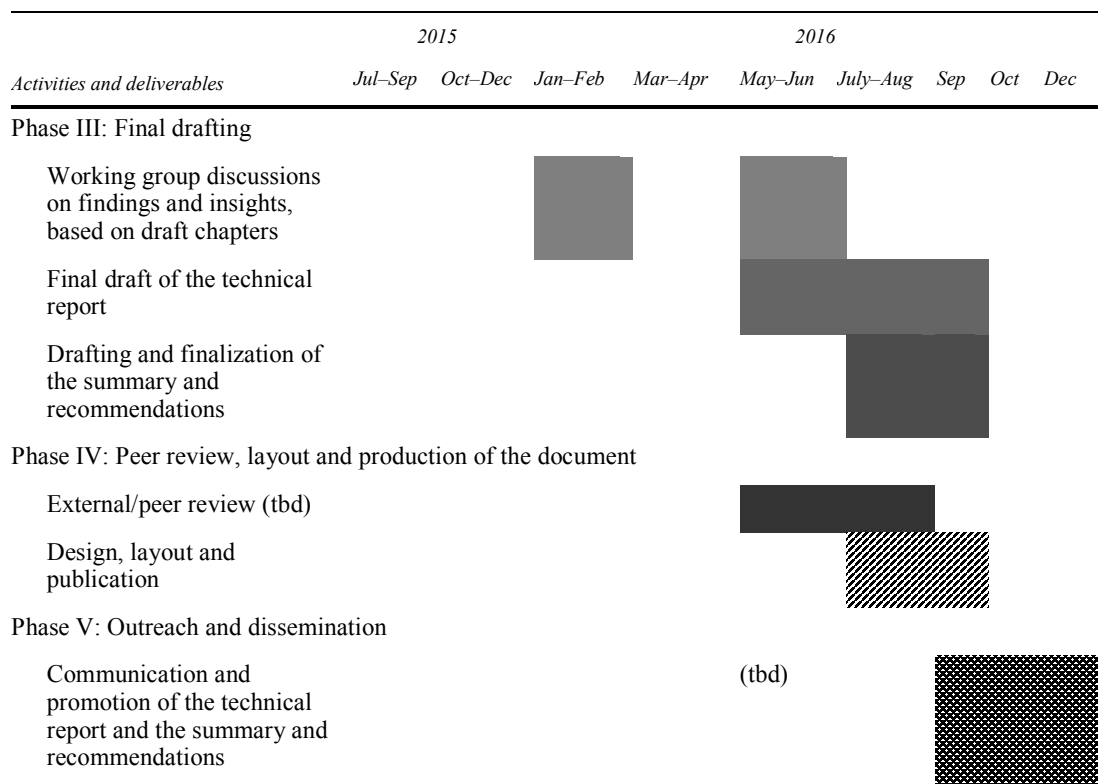 2015 2016
Activities and deliverables Jul–Sep Oct–Dec Jan–Feb Mar–Apr May–Jun July–Aug Sep Oct Dec
Phase III: Final drafting
Working group discussions
on findings and insights,
based on draft chapters
Final draft of the technical
report
Drafting and finalization of
the summary and
recommendations
Phase IV: Peer review, layout and production of the document
External/peer review (tbd)
Design, layout and
publication
Phase V: Outreach and dissemination
Communication and (tbd)
promotion of the technical
report and the summary and
recommendations